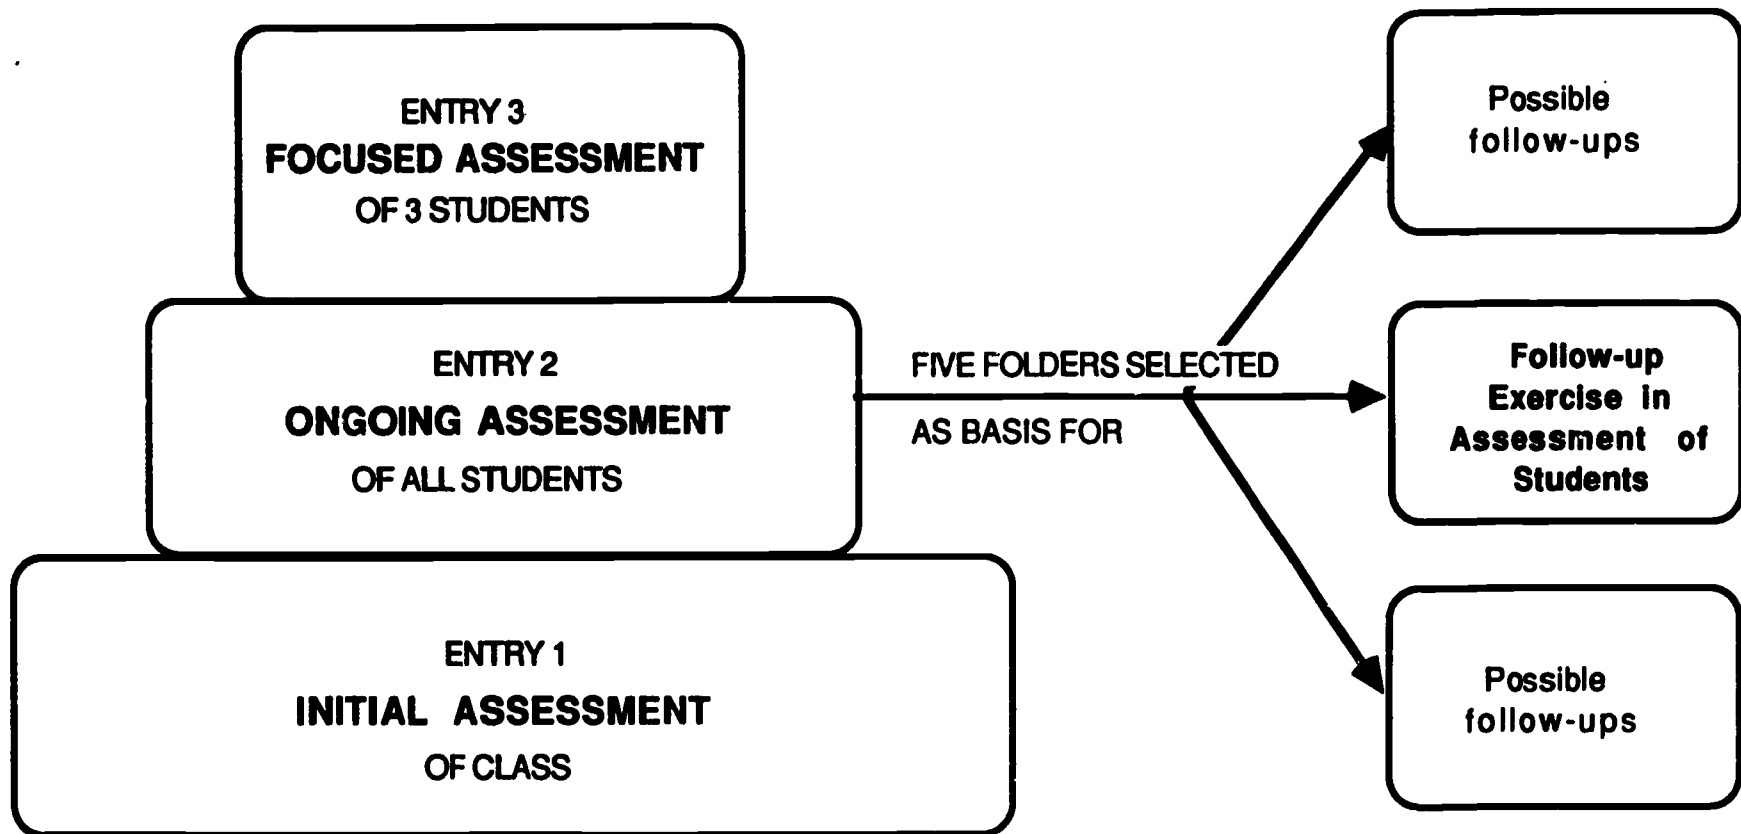 ENTRY 3
FOCUSED ASSESSMENT
OF 3 STUDENTS
ENTRY 2
ONGOING ASSESSMENT
OF ALL STUDENTS
ENTRY 1
INITIAL ASSESSMENT
OF CLASS
FIVE FOLDERS SELECTED
AS BASIS FOR
Possible
follow-ups
Follow-up
Exercise in
Assessment of
Students
Possible
follow-ups